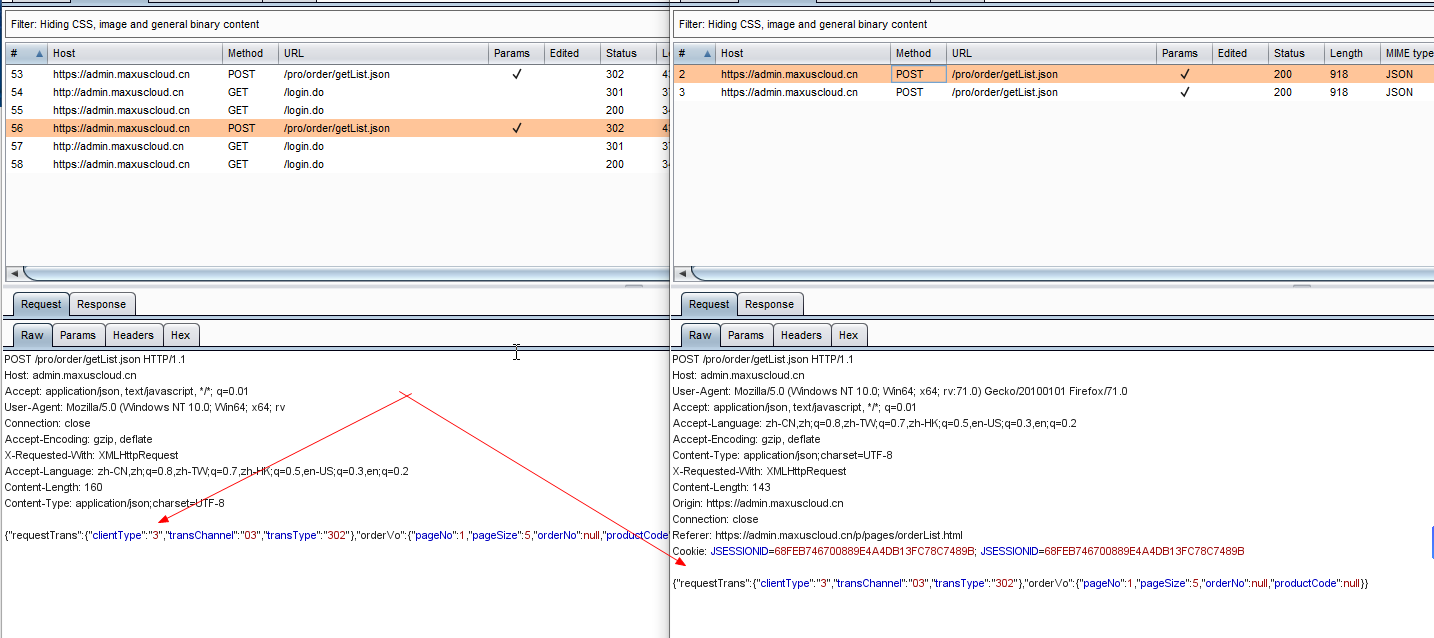 Filter: Hiding CSS, image and general binary content
# Host Method URL Params Edited Status
53 https://admin.maxuscloud.cn POST /pro/order/getList.json ✓ 302
54 http://admin.maxuscloud.cn GET /login.do 301
55 https://admin.maxuscloud.cn GET /login.do 200
56 https://admin.maxuscloud.cn POST /pro/order/getList.json ✓ 302
57 http://admin.maxuscloud.cn GET /login.do 301
58 https://admin.maxuscloud.cn GET /login.do 200
Request Response
Raw Params Headers Hex
POST /pro/order/getList.json HTTP/1.1
Host: admin.maxuscloud.cn
Accept: application/json, text/javascript, */*; q=0.01
User-Agent: Mozilla/5.0 (Windows NT 10.0; Win64; x64; rv
Connection: close
Accept-Encoding: gzip, deflate
X-Requested-With: XMLHttpRequest
Accept-Language: zh-CN,zh;q=0.8,zh-TW;q=0.7,zh-HK;q=0.5,en-US;q=0.3,en;q=0.2
Content-Length: 160
Content-Type: application/json;charset=UTF-8
{"requestTrans":{"clientType":"3","transChannel":"03","transType":"302"},"orderVo":{"pageNo":1,"pageSize":5,"orderNo":null,"productCode"
Filter: Hiding CSS, image and general binary content
# Host Method URL Params Edited Status Length MIME type
2 https://admin.maxuscloud.cn POST /pro/order/getList.json ✓ 200 918 JSON
3 https://admin.maxuscloud.cn POST /pro/order/getList.json ✓ 200 918 JSON
Request Response
Raw Params Headers Hex
POST /pro/order/getList.json HTTP/1.1
Host: admin.maxuscloud.cn
User-Agent: Mozilla/5.0 (Windows NT 10.0; Win64; x64; rv:71.0) Gecko/20100101 Firefox/71.0
Accept: application/json, text/javascript, */*; q=0.01
Accept-Language: zh-CN,zh;q=0.8,zh-TW;q=0.7,zh-HK;q=0.5,en-US;q=0.3,en;q=0.2
Accept-Encoding: gzip, deflate
Content-Type: application/json;charset=UTF-8
X-Requested-With: XMLHttpRequest
Content-Length: 143
Origin: https://admin.maxuscloud.cn
Connection: close
Referer: https://admin.maxuscloud.cn/p/pages/orderList.html
Cookie: JSESSIONID=68FEB746700889E4A4DB13FC78C7489B; JSESSIONID=68FEB746700889E4A4DB13FC78C7489B
{"requestTrans":{"clientType":"3","transChannel":"03","transType":"302"},"orderVo":{"pageNo":1,"pageSize":5,"orderNo":null,"productCode":null}}